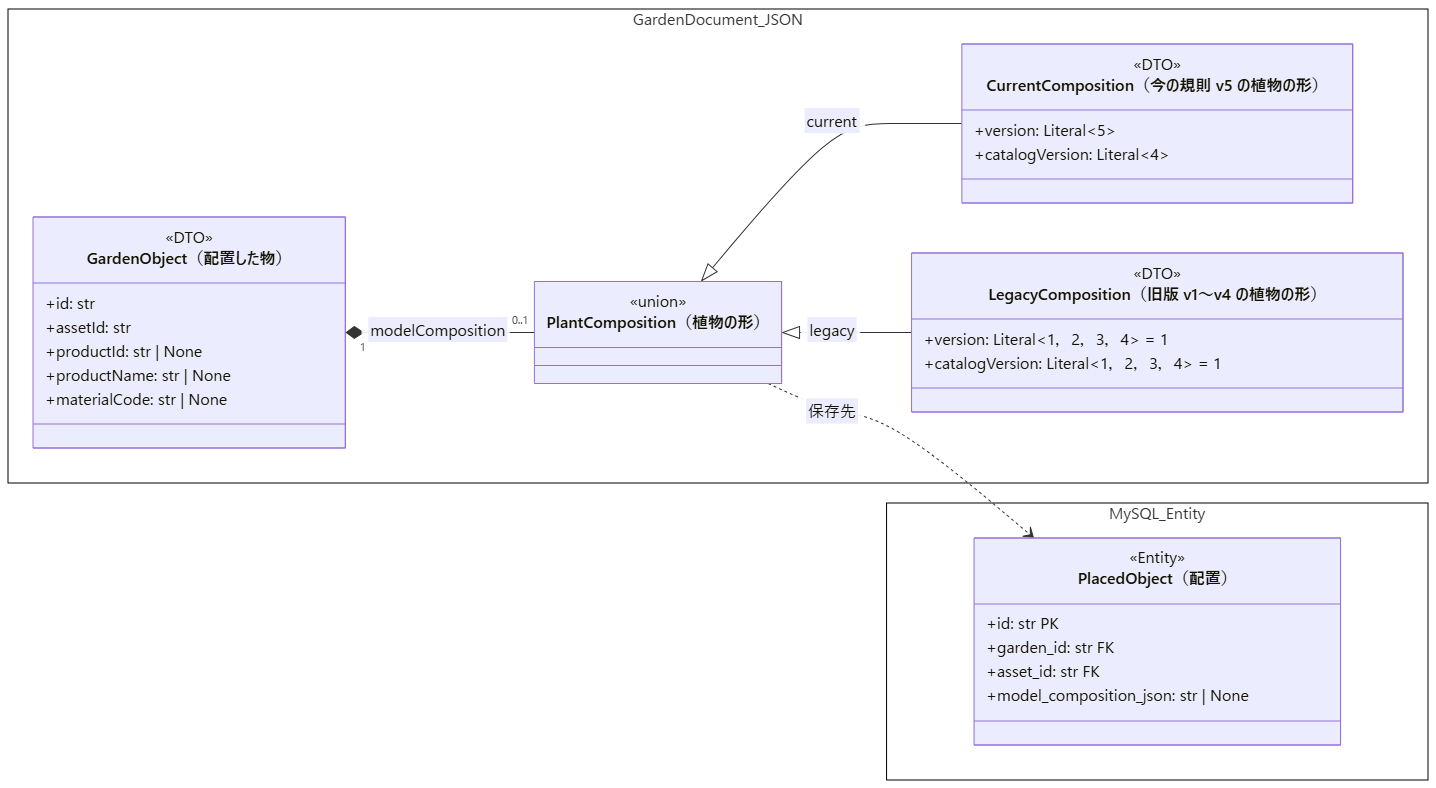 GardenDocument_JSON
«DTO»
CurrentComposition（今の規則 v5 の植物の形）
+version: Literal<5>
+catalogVersion: Literal<4>
current
«DTO»
GardenObject（配置した物）
+id: str
+assetId: str
+productId: str | None
+productName: str | None
+materialCode: str | None
1
modelComposition
0..1
«union»
PlantComposition（植物の形）
legacy
«DTO»
LegacyComposition（旧版 v1～v4 の植物の形）
+version: Literal<1， 2， 3， 4> = 1
+catalogVersion: Literal<1， 2， 3， 4> = 1
保存先
MySQL_Entity
«Entity»
PlacedObject（配置）
+id: str PK
+garden_id: str FK
+asset_id: str FK
+model_composition_json: str | None